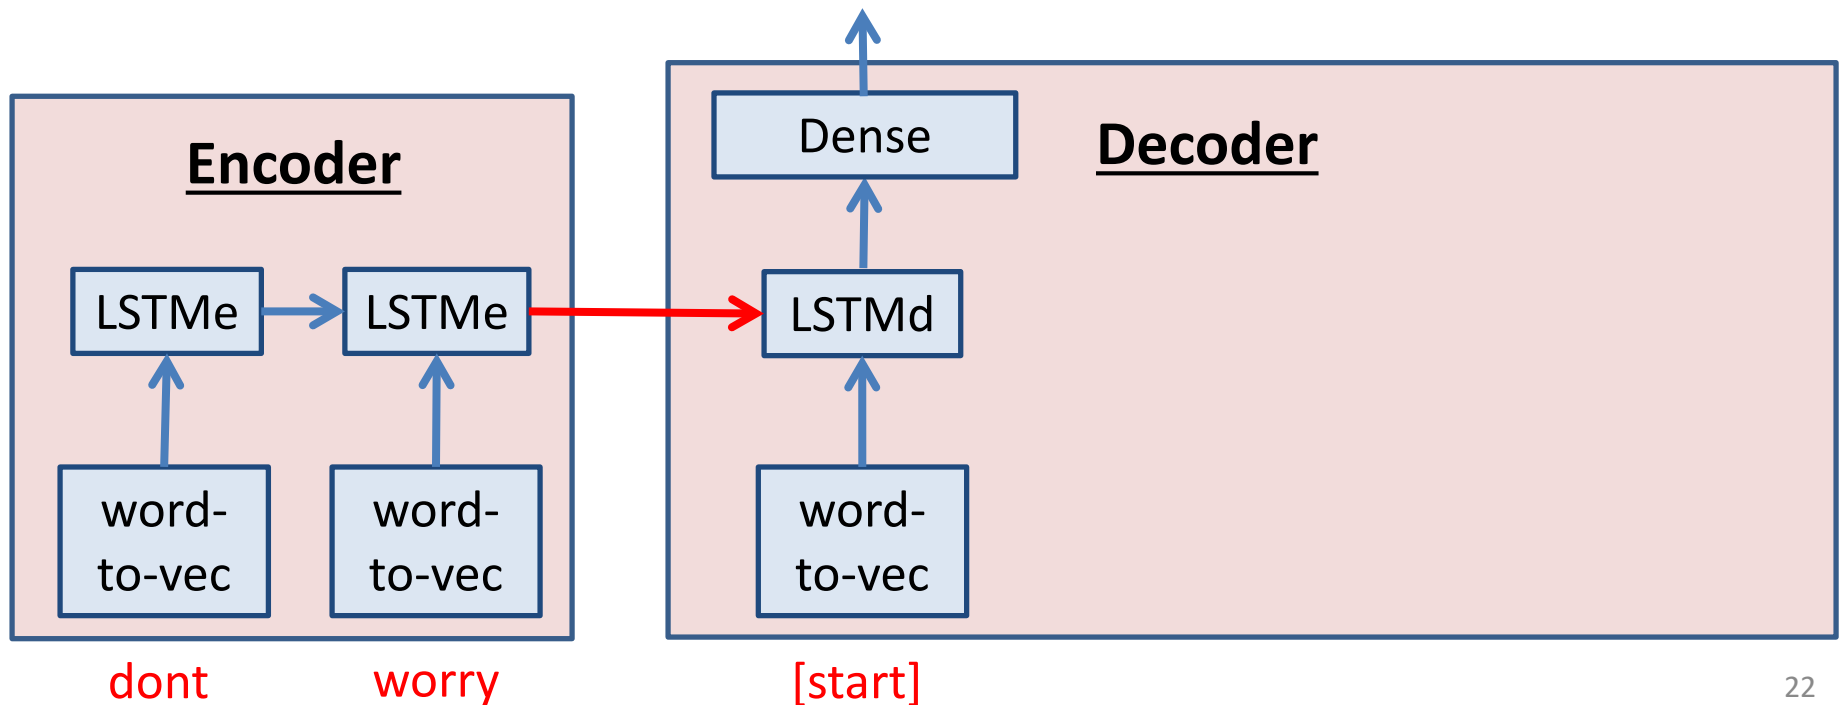 Encoder
LSTMe
LSTMe
word-
to-vec
word-
to-vec
dont
worry
Dense
Decoder
LSTMd
word-
to-vec
[start]
22